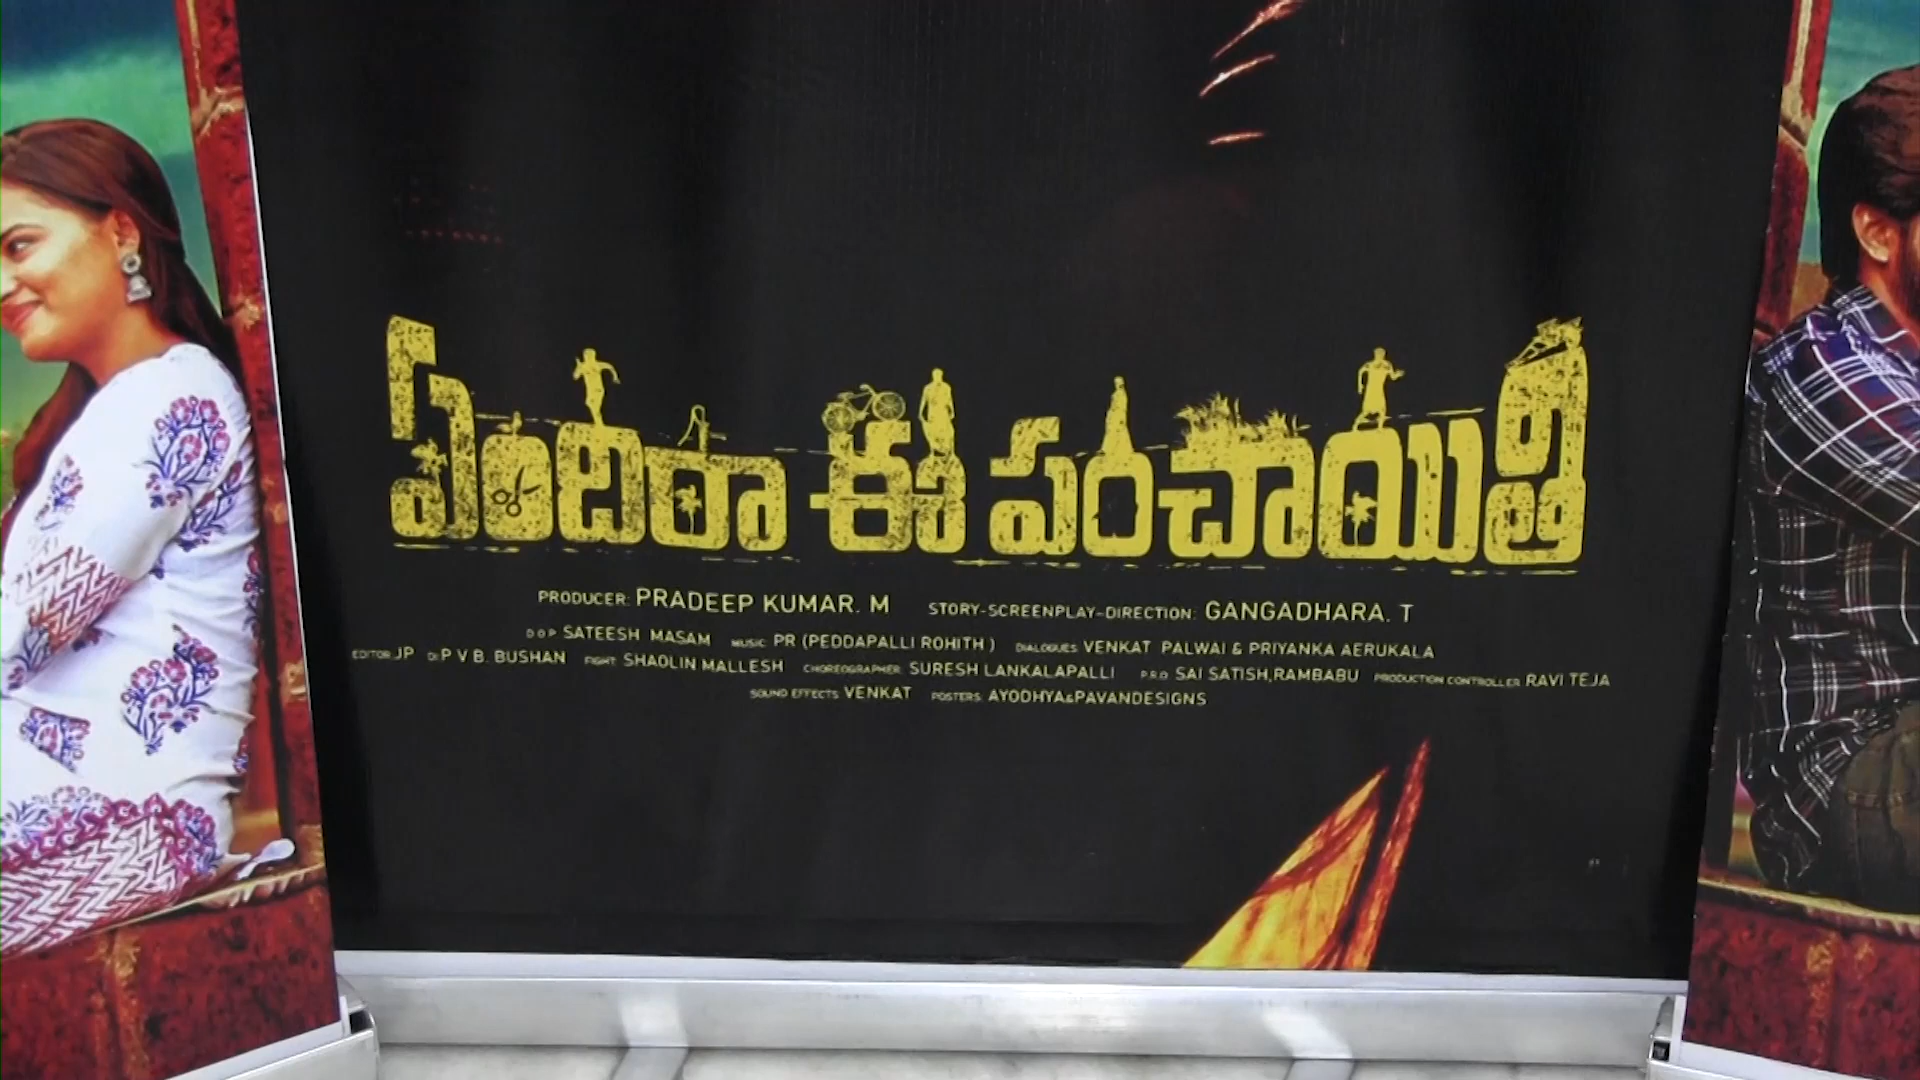 ఏందిరా ఈ పంచాయితీ
PRODUCER: PRADEEP KUMAR. M STORY-SCREENPLAY-DIRECTION: GANGADHARA. T
D O P SATEESH MASAM MUSIC PR (PEDDAPALLI ROHITH ) DIALOGUES VENKAT PALWAI & PRIYANKA AERUKALA
EDITOR JP DI P V B. BUSHAN FIGHT SHAOLIN MALLESH CHOREOGRAPHER SURESH LANKALAPALLI P.R.O SAI SATISH,RAMBABU PRODUCTION CONTROLLER RAVI TEJA
SOUND EFFECTS VENKAT POSTERS AYODHYA&PAVANDESIGNS